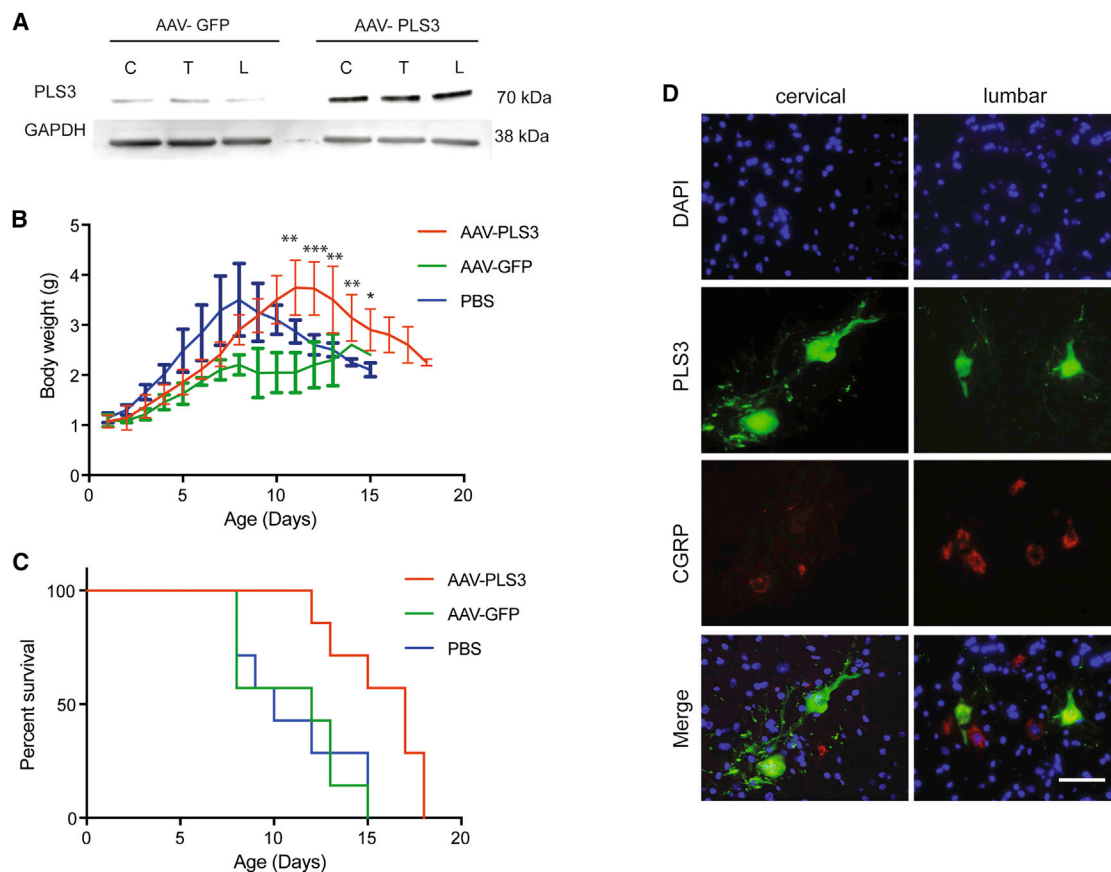 A
AAV- GFP AAV- PLS3
C T L C T L
PLS3 70 kDa
GAPDH 38 kDa
B
5
4
3
2
1
0
Body weight (g)
** *** ** ** *
AAV-PLS3
AAV-GFP
PBS
0 5 10 15 20
Age (Days)
C
100
50
0
Percent survival
AAV-PLS3
AAV-GFP
PBS
0 5 10 15 20
Age (Days)
D
cervical lumbar
DAPI
PLS3
CGRP
Merge